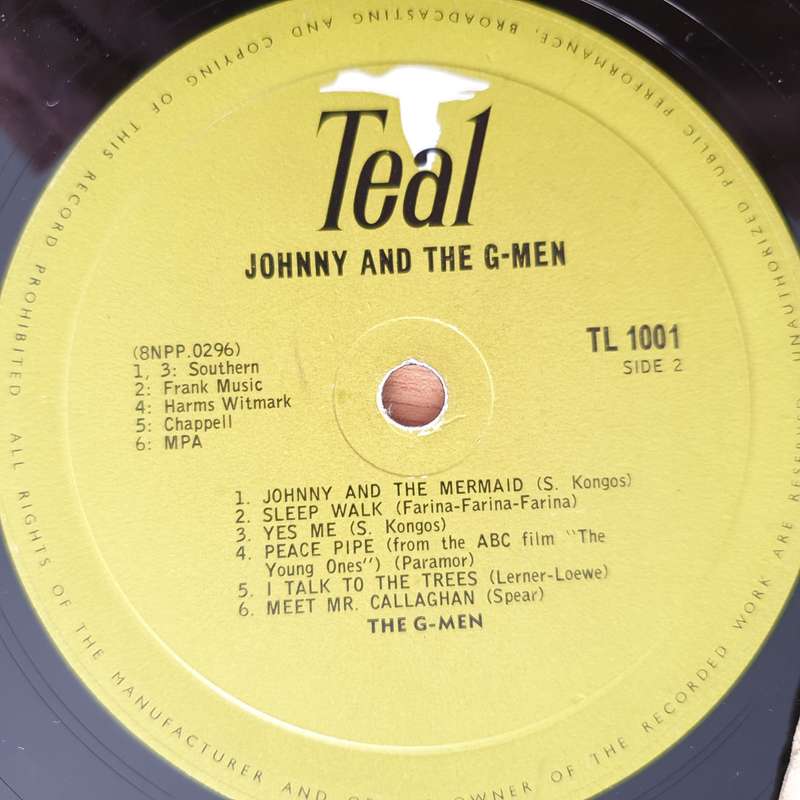 Teal
JOHNNY AND THE G-MEN
(8NPP.0296)
1, 3: Southern
2: Frank Music
4: Harms Witmark
5: Chappell
6: MPA
TL 1001
SIDE 2
1. JOHNNY AND THE MERMAID (S. Kongos)
2. SLEEP WALK (Farina-Farina-Farina)
3. YES ME (S. Kongos)
4. PEACE PIPE (from the ABC film "The
Young Ones") (Paramor)
5. I TALK TO THE TREES (Lerner-Loewe)
6. MEET MR. CALLAGHAN (Spear)
THE G-MEN
ALL RIGHTS OF THE MANUFACTURER AND OF OWNER OF THE RECORDED WORK ARE RESERVED UNAUTHORIZED PUBLIC PERFORMANCE, BROADCASTING AND COPYING OF THIS RECORD PROHIBITED